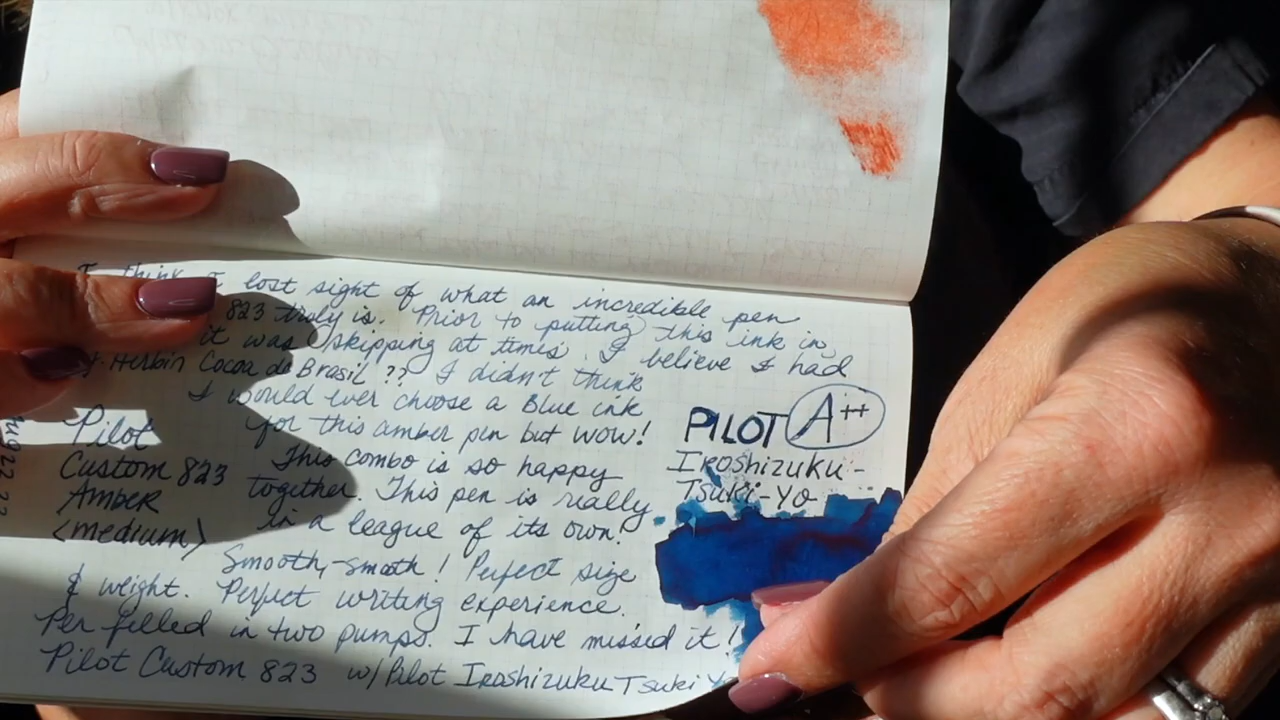 I think I lost sight of what an incredible pen
823 truly is. Prior to putting this ink in,
it was skipping at times. I believe I had
J. Herbin Cocoa do Brasil ?? I didn't think
I would ever choose a Blue ink
for this amber pen but wow!
This combo is so happy
together. This pen is really
in a league of its own!
Pilot
Custom 823
AMBER
<medium>
PILOT A++
Iroshizuku-
Tsuki-Yo
Smooth, smooth! Perfect size
& weight. Perfect writing experience.
Pen filled in two pumps. I have missed it!
Pilot Custom 823 w/ Pilot Iroshizuku Tsuki Yo